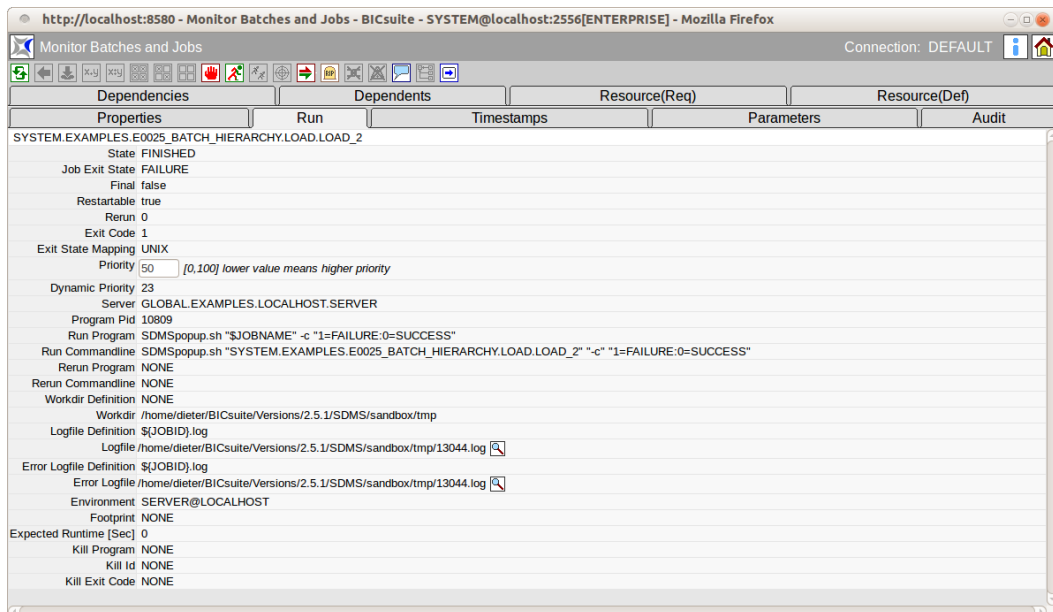 http://localhost:8580 - Monitor Batches and Jobs - BICsuite - SYSTEM@localhost:2556[ENTERPRISE] - Mozilla Firefox
Monitor Batches and Jobs Connection: DEFAULT
x,y x|y RIP
Dependencies Dependents Resource(Req) Resource(Def)
Properties Run Timestamps Parameters Audit
SYSTEM.EXAMPLES.E0025_BATCH_HIERARCHY.LOAD.LOAD_2
State FINISHED
Job Exit State FAILURE
Final false
Restartable true
Rerun 0
Exit Code 1
Exit State Mapping UNIX
Priority 50 [0,100] lower value means higher priority
Dynamic Priority 23
Server GLOBAL.EXAMPLES.LOCALHOST.SERVER
Program Pid 10809
Run Program SDMSpopup.sh "$JOBNAME" -c "1=FAILURE:0=SUCCESS"
Run Commandline SDMSpopup.sh "SYSTEM.EXAMPLES.E0025_BATCH_HIERARCHY.LOAD.LOAD_2" "-c" "1=FAILURE:0=SUCCESS"
Rerun Program NONE
Rerun Commandline NONE
Workdir Definition NONE
Workdir /home/dieter/BICsuite/Versions/2.5.1/SDMS/sandbox/tmp
Logfile Definition ${JOBID}.log
Logfile /home/dieter/BICsuite/Versions/2.5.1/SDMS/sandbox/tmp/13044.log
Error Logfile Definition ${JOBID}.log
Error Logfile /home/dieter/BICsuite/Versions/2.5.1/SDMS/sandbox/tmp/13044.log
Environment SERVER@LOCALHOST
Footprint NONE
Expected Runtime [Sec] 0
Kill Program NONE
Kill Id NONE
Kill Exit Code NONE